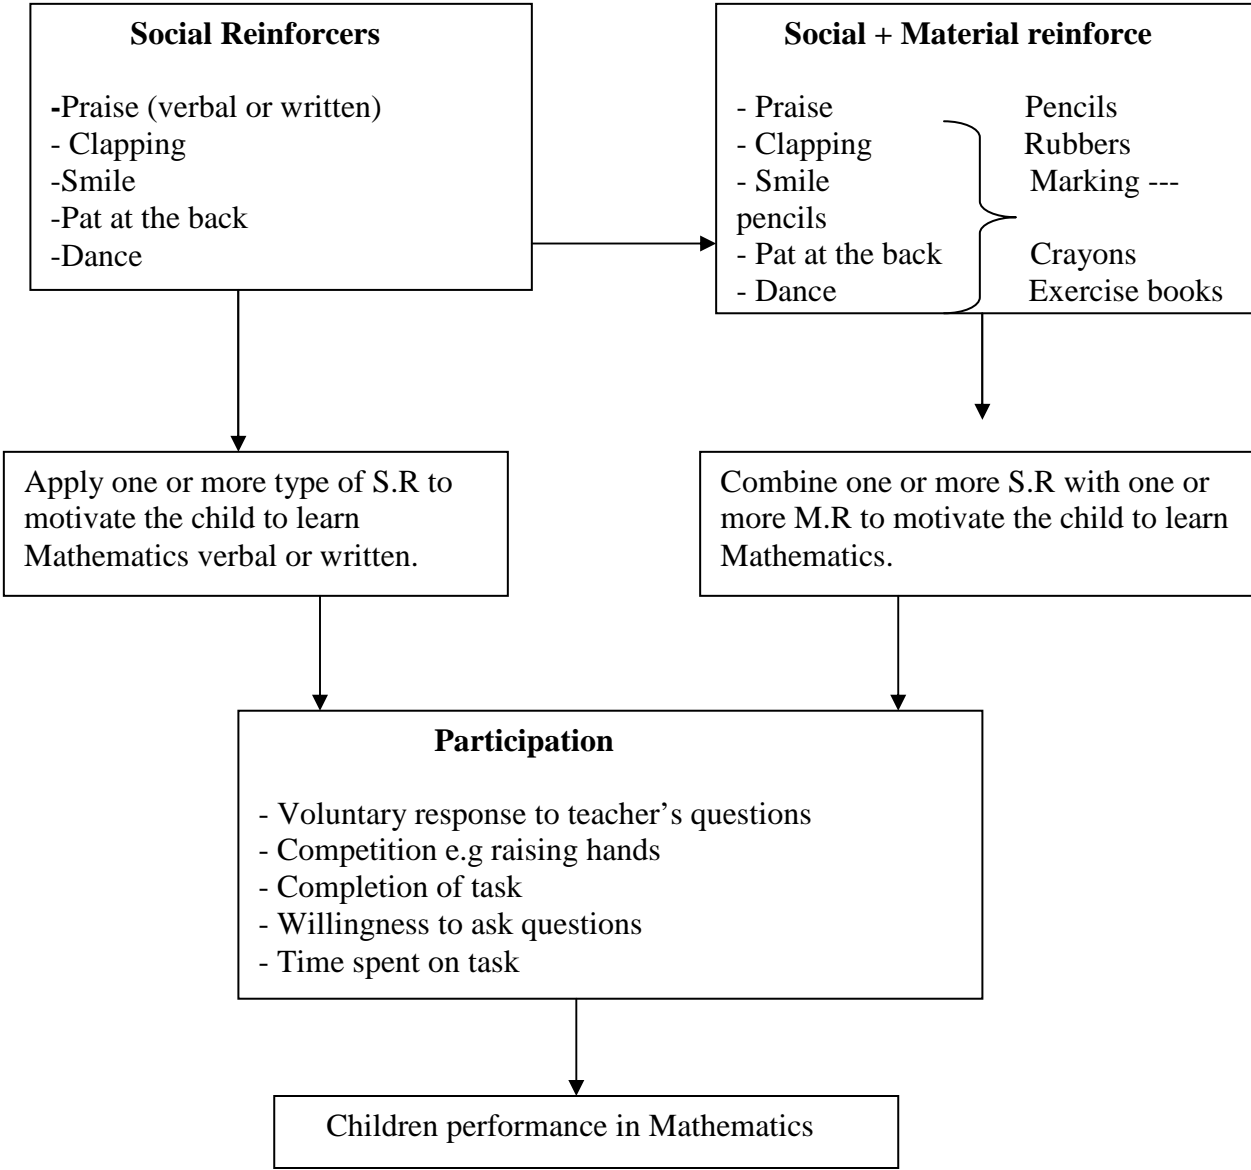 Social Reinforcers
-Praise (verbal or written)
- Clapping
-Smile
-Pat at the back
-Dance
Social + Material reinforce
- Praise Pencils
- Clapping Rubbers
- Smile Marking ---
pencils
- Pat at the back Crayons
- Dance Exercise books
Apply one or more type of S.R to
motivate the child to learn
Mathematics verbal or written.
Combine one or more S.R with one or
more M.R to motivate the child to learn
Mathematics.
Participation
- Voluntary response to teacher’s questions
- Competition e.g raising hands
- Completion of task
- Willingness to ask questions
- Time spent on task
Children performance in Mathematics